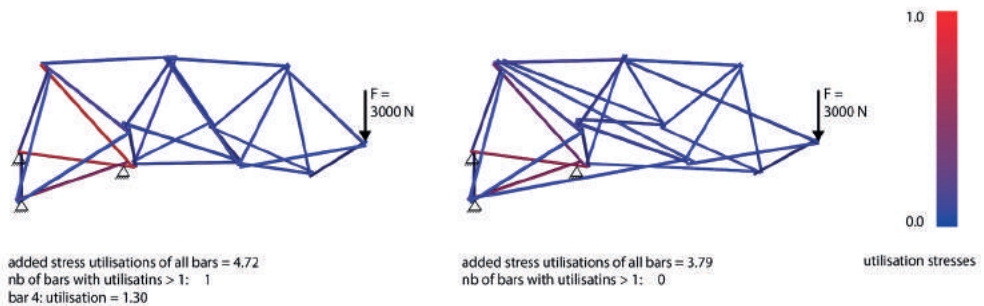 F =
3000 N
added stress utilisations of all bars = 4.72
nb of bars with utilisatins > 1: 1
bar 4: utilisation = 1.30
F =
3000 N
added stress utilisations of all bars = 3.79
nb of bars with utilisatins > 1: 0
1.0
0.0
utilisation stresses